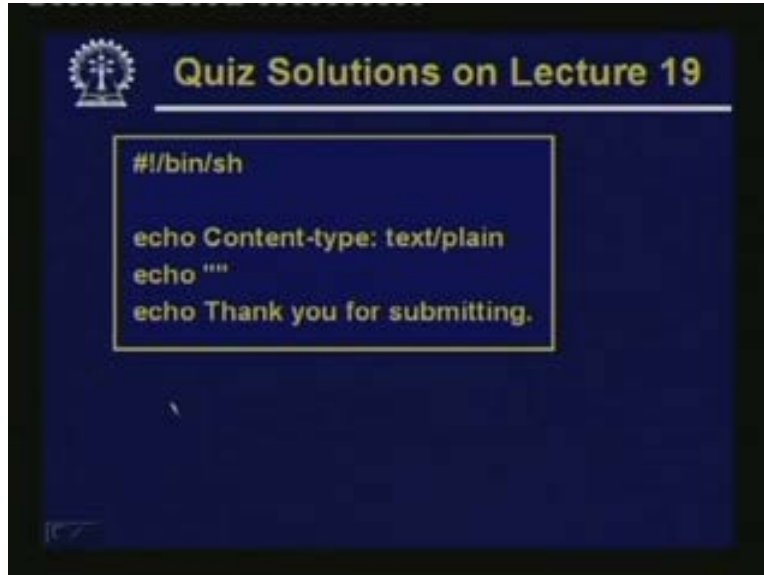 Quiz Solutions on Lecture 19
#!/bin/sh
echo Content-type: text/plain
echo ""
echo Thank you for submitting.